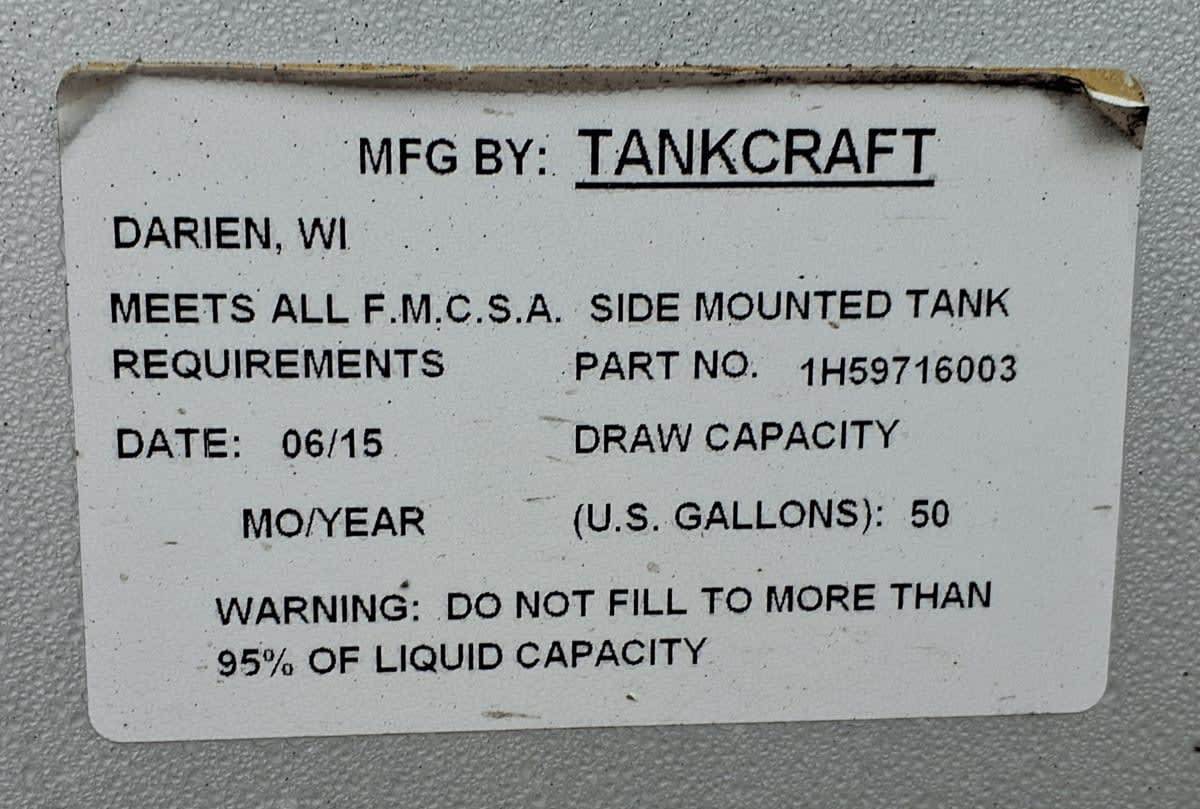 MFG BY: TANKCRAFT
DARIEN, WI
MEETS ALL F.M.C.S.A. SIDE MOUNTED TANK
REQUIREMENTS PART NO. 1H59716003
DATE: 06/15 DRAW CAPACITY
MO/YEAR (U.S. GALLONS): 50
WARNING: DO NOT FILL TO MORE THAN
95% OF LIQUID CAPACITY